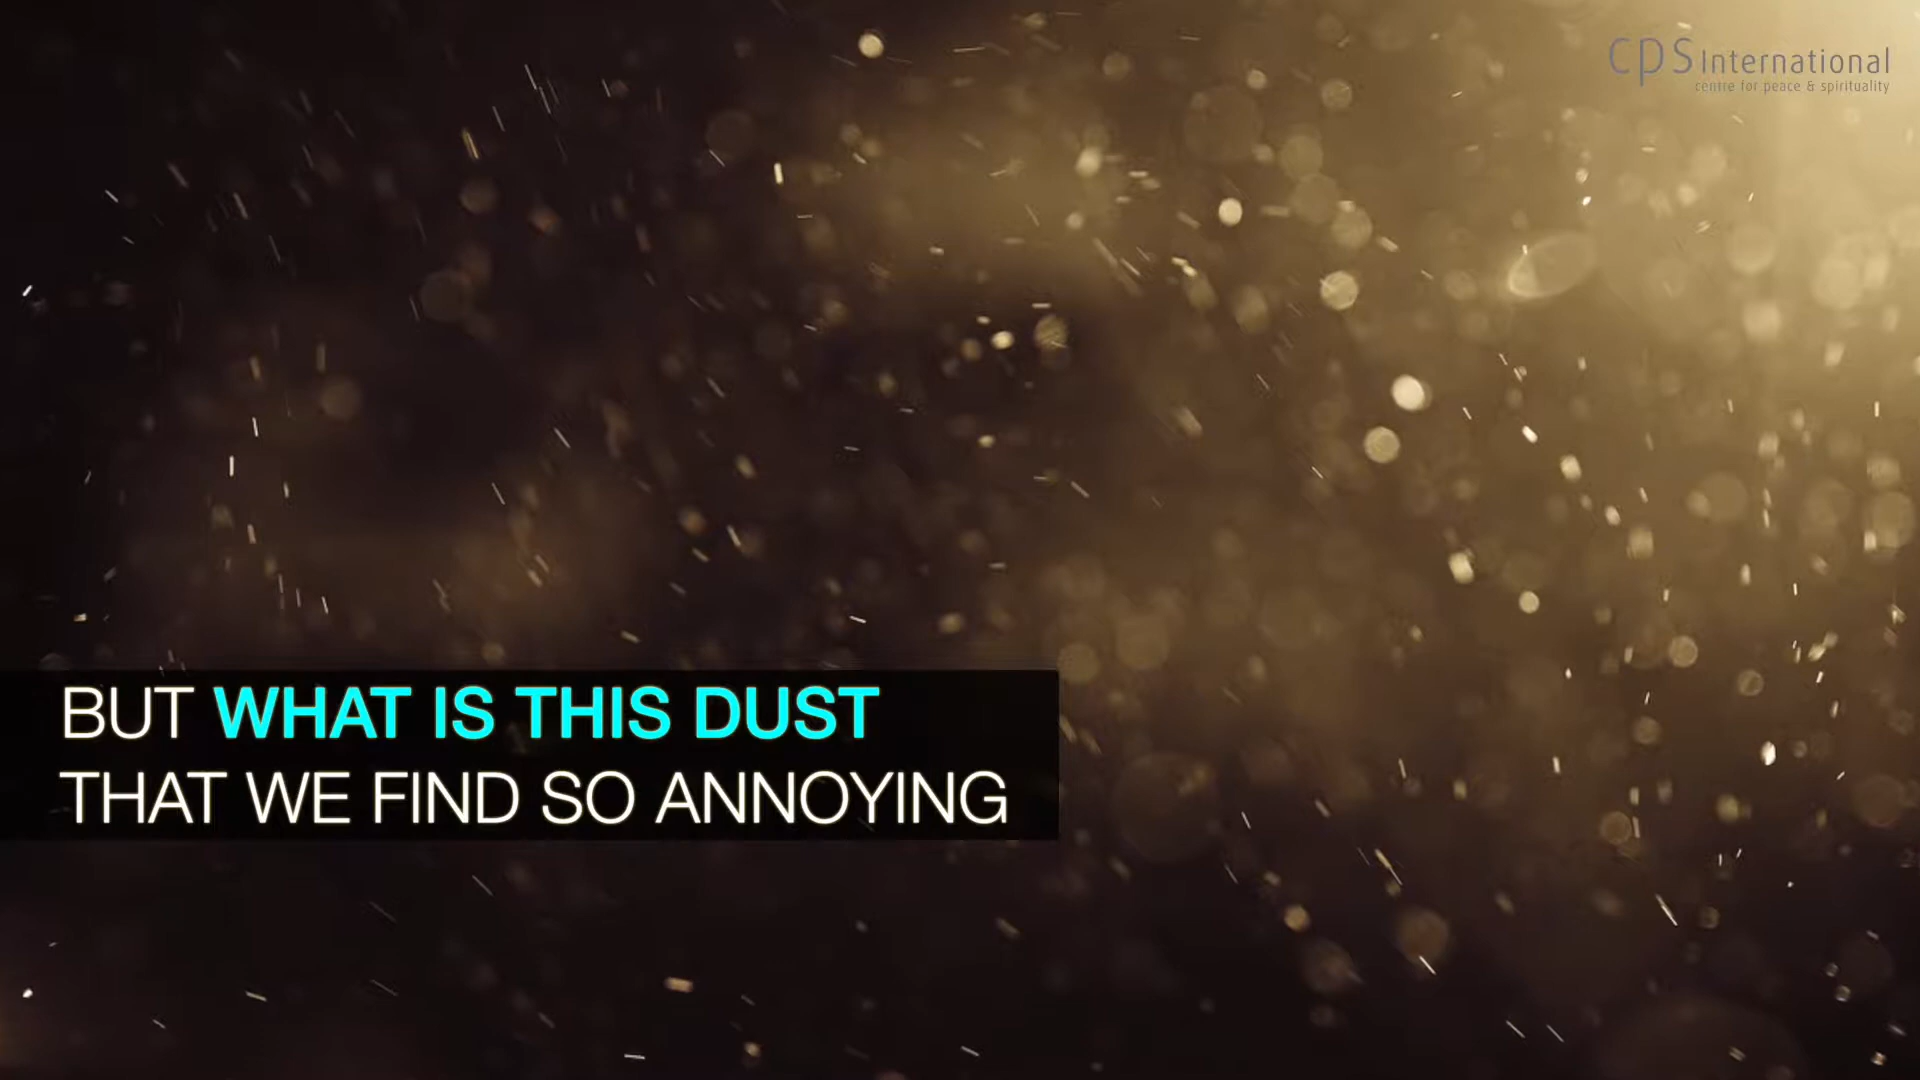 cps International
centre for peace & spirituality
BUT WHAT IS THIS DUST
THAT WE FIND SO ANNOYING